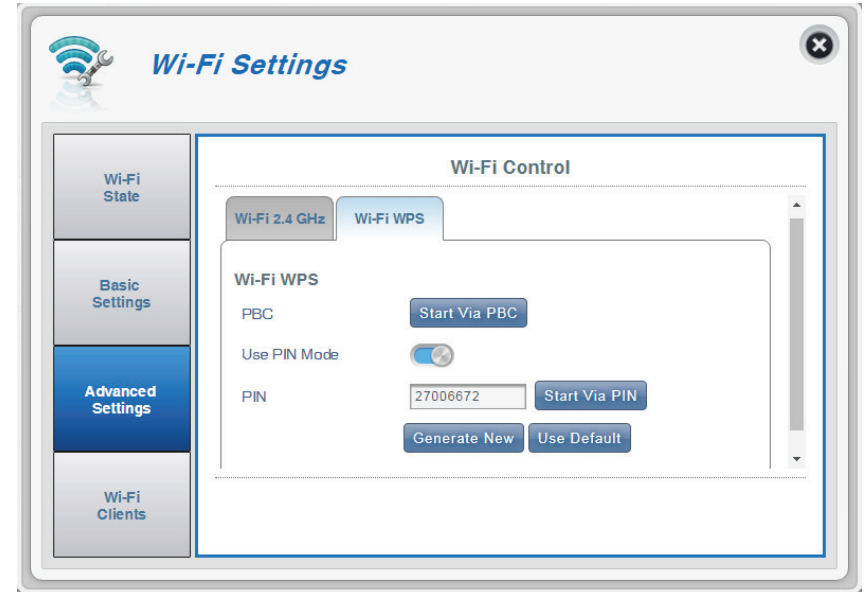 Wi-Fi Settings
Wi-Fi
State
Basic
Settings
Advanced
Settings
Wi-Fi
Clients
Wi-Fi Control
Wi-Fi 2.4 GHz
Wi-Fi WPS
Wi-Fi WPS
PBC
Start Via PBC
Use PIN Mode
PIN
27006672
Start Via PIN
Generate New
Use Default